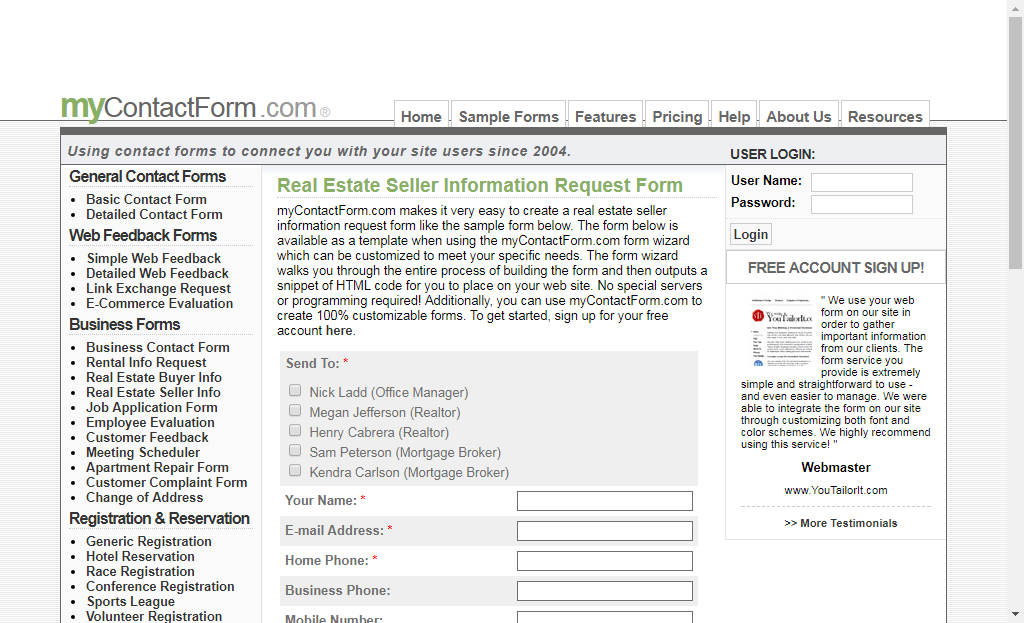 myContactForm.com®
Home Sample Forms Features Pricing Help About Us Resources
Using contact forms to connect you with your site users since 2004.
USER LOGIN:
General Contact Forms
Basic Contact Form
Detailed Contact Form
Web Feedback Forms
Simple Web Feedback
Detailed Web Feedback
Link Exchange Request
E-Commerce Evaluation
Business Forms
Business Contact Form
Rental Info Request
Real Estate Buyer Info
Real Estate Seller Info
Job Application Form
Employee Evaluation
Customer Feedback
Meeting Scheduler
Apartment Repair Form
Customer Complaint Form
Change of Address
Registration & Reservation
Generic Registration
Hotel Reservation
Race Registration
Conference Registration
Sports League
Volunteer Registration
Real Estate Seller Information Request Form
myContactForm.com makes it very easy to create a real estate seller
information request form like the sample form below. The form below is
available as a template when using the myContactForm.com form wizard
which can be customized to meet your specific needs. The form wizard
walks you through the entire process of building the form and then outputs a
snippet of HTML code for you to place on your web site. No special servers
or programming required! Additionally, you can use myContactForm.com to
create 100% customizable forms. To get started, sign up for your free
account here.
Send To: *
Nick Ladd (Office Manager)
Megan Jefferson (Realtor)
Henry Cabrera (Realtor)
Sam Peterson (Mortgage Broker)
Kendra Carlson (Mortgage Broker)
Your Name: *
E-mail Address: *
Home Phone: *
Business Phone:
Mobile Number:
User Name:
Password:
Login
FREE ACCOUNT SIGN UP!
YouTailorIt.co
" We use your web
form on our site in
order to gather
important information
from our clients. The
form service you
provide is extremely
simple and straightforward to use -
and even easier to manage. We were
able to integrate the form on our site
through customizing both font and
color schemes. We highly recommend
using this service! "
Webmaster
www.YouTailorIt.com
>> More Testimonials